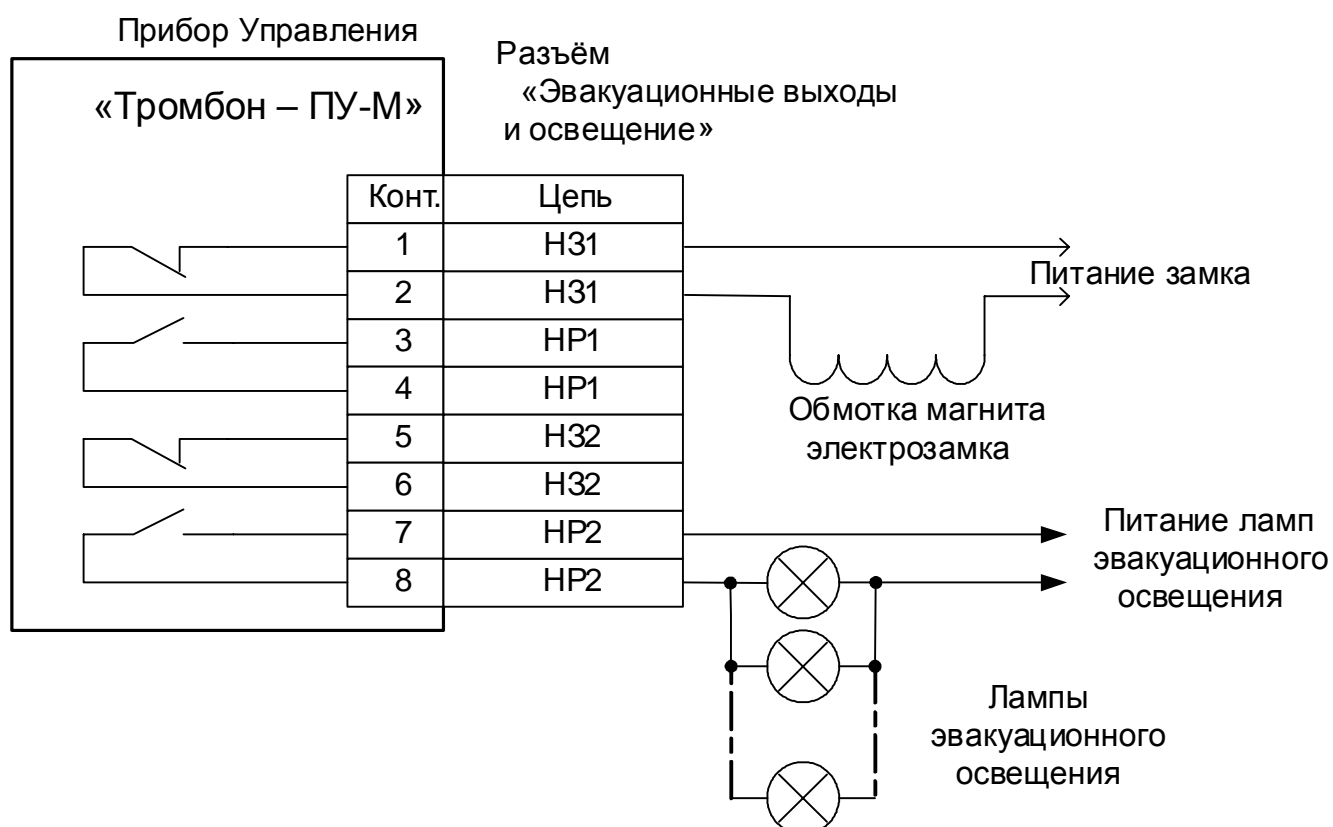 Прибор Управления
«Тромбон – ПУ-М»
Разъём
«Эвакуационные выходы
и освещение»
Конт. Цепь
1 НЗ1
2 НЗ1
3 НР1
4 НР1
5 НЗ2
6 НЗ2
7 НР2
8 НР2
Питание замка
Обмотка магнита
электрозамка
Питание ламп
эвакуационного
освещения
Лампы
эвакуационного
освещения